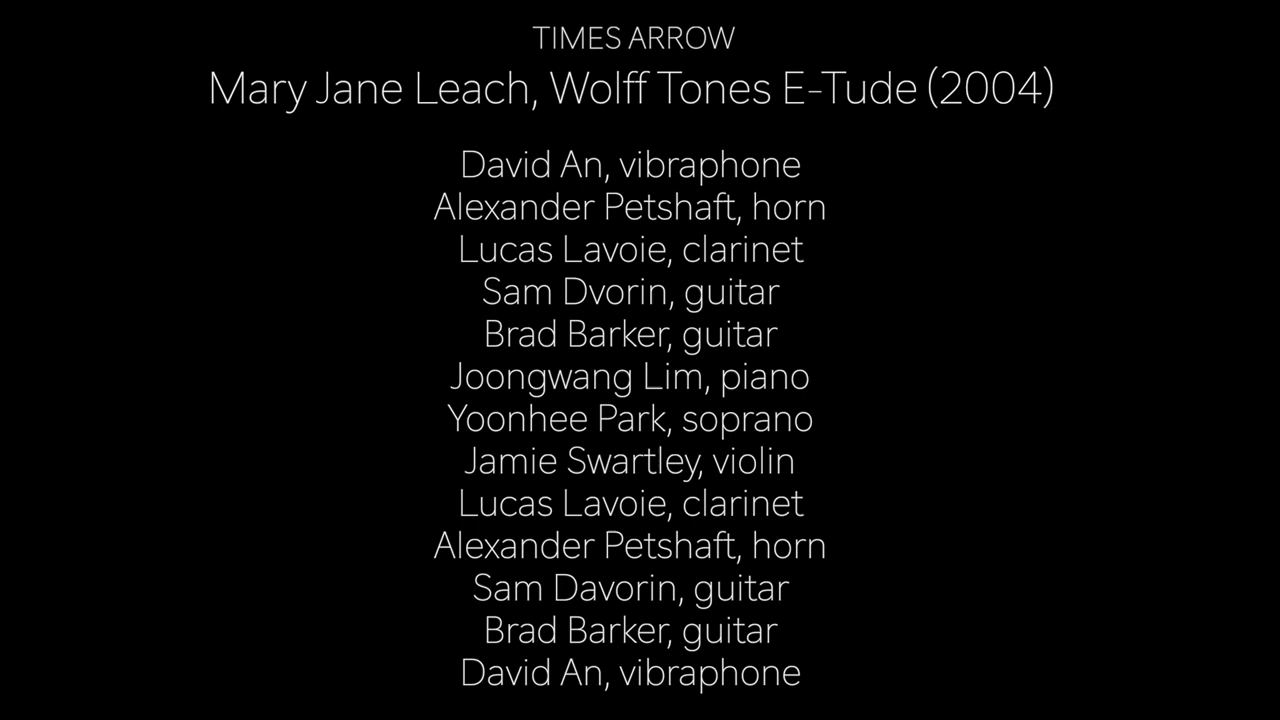 TIMES ARROW
Mary Jane Leach, Wolff Tones E-Tude (2004)
David An, vibraphone
Alexander Petshaft, horn
Lucas Lavoie, clarinet
Sam Dvorin, guitar
Brad Barker, guitar
Joongwang Lim, piano
Yoonhee Park, soprano
Jamie Swartley, violin
Lucas Lavoie, clarinet
Alexander Petshaft, horn
Sam Davorin, guitar
Brad Barker, guitar
David An, vibraphone